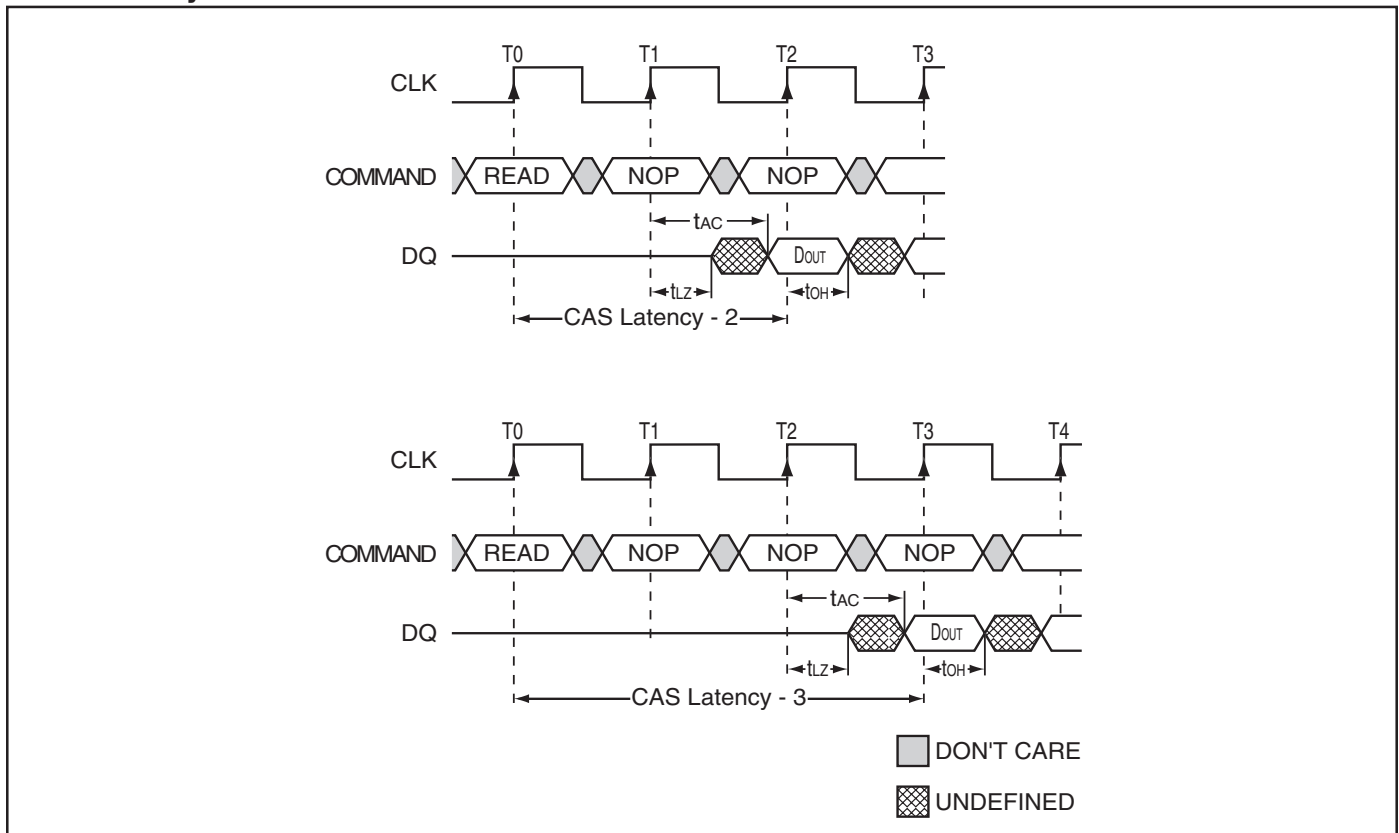 T0 T1 T2 T3
CLK
COMMAND READ NOP NOP
tAC
DQ DOUT
tLZ tOH
CAS Latency - 2
T0 T1 T2 T3 T4
CLK
COMMAND READ NOP NOP NOP
tAC
DQ DOUT
tLZ tOH
CAS Latency - 3
DON'T CARE
UNDEFINED